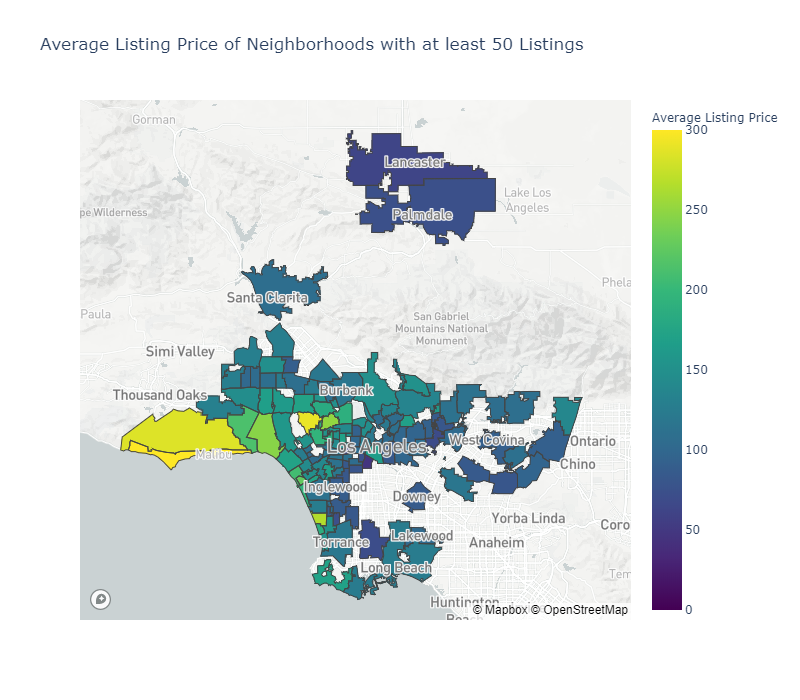 Average Listing Price of Neighborhoods with at least 50 Listings
Average Listing Price
300
250
200
150
100
50
0
Gorman
Lancaster
Lake Los
Angeles
pe Wilderness
Palmdale
Phela
Santa Clarita
Paula
San Gabriel
Mountains National
Monument
Simi Valley
Thousand Oaks
Burbank
Los Angeles
West Covina
Ontario
Malibu
Chino
Inglewood
Downey
Yorba Linda
Coro
Torrance
Lakewood
Anaheim
Long Beach
Tem
Huntington
Beach
© Mapbox © OpenStreetMap